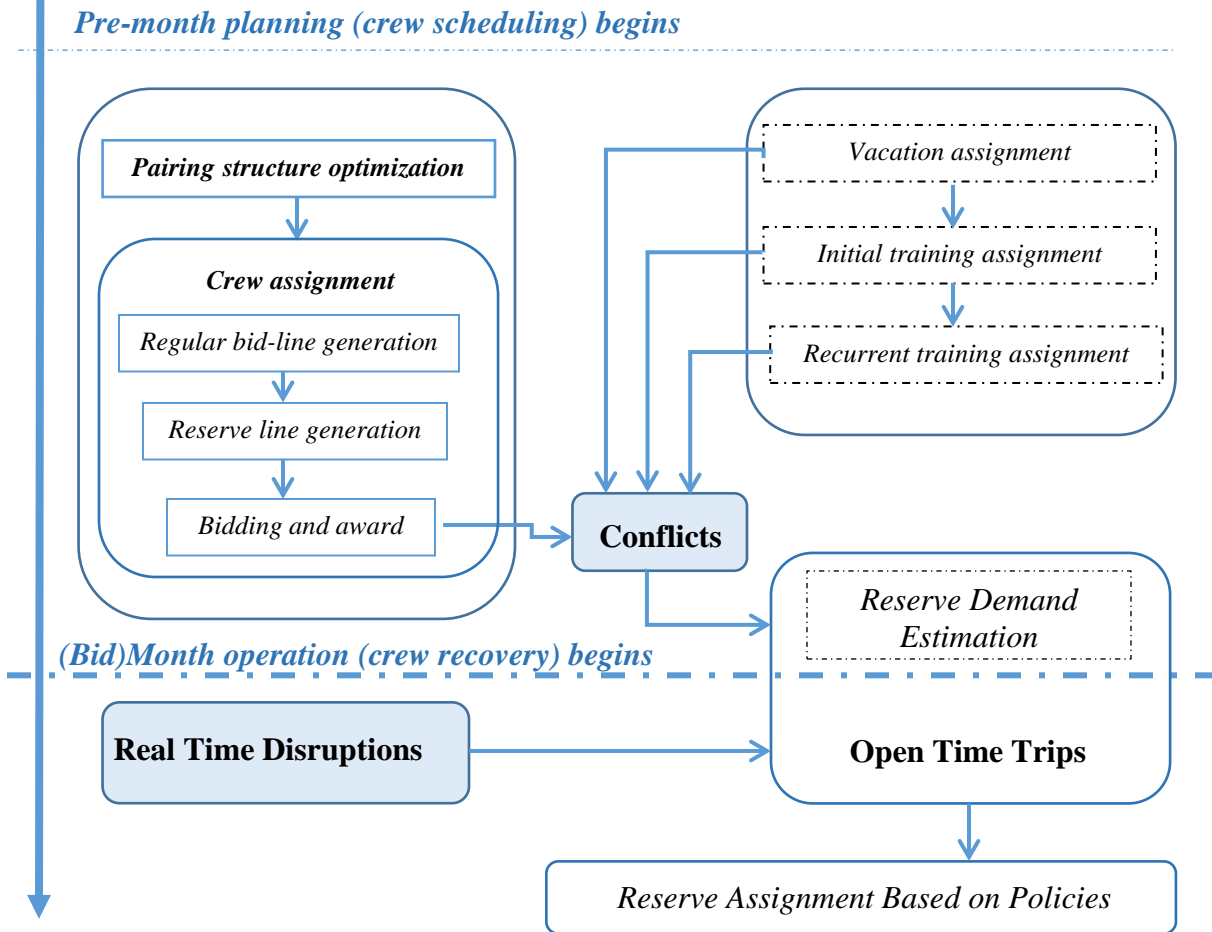 Pre-month planning (crew scheduling) begins
Pairing structure optimization
Crew assignment
Regular bid-line generation
Reserve line generation
Bidding and award
Vacation assignment
Initial training assignment
Recurrent training assignment
Conflicts
Reserve Demand
Estimation
(Bid)Month operation (crew recovery) begins
Real Time Disruptions
Open Time Trips
Reserve Assignment Based on Policies